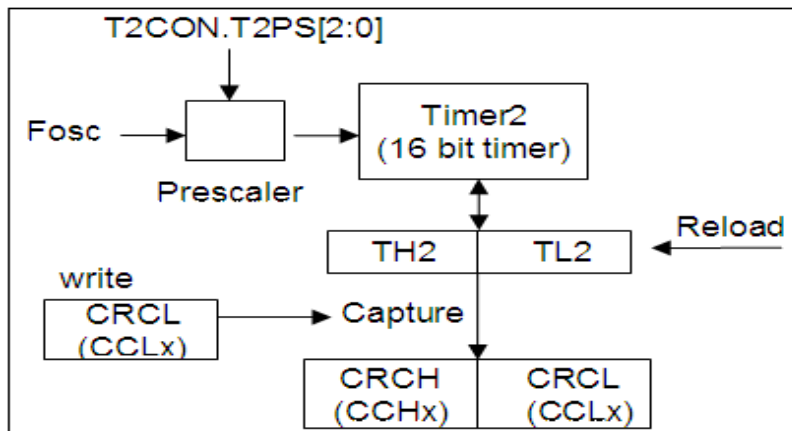 T2CON.T2PS[2:0]
Fosc
Prescaler
Timer2
(16 bit timer)
TH2
TL2
Reload
write
CRCL
(CCLx)
Capture
CRCH
(CCHx)
CRCL
(CCLx)